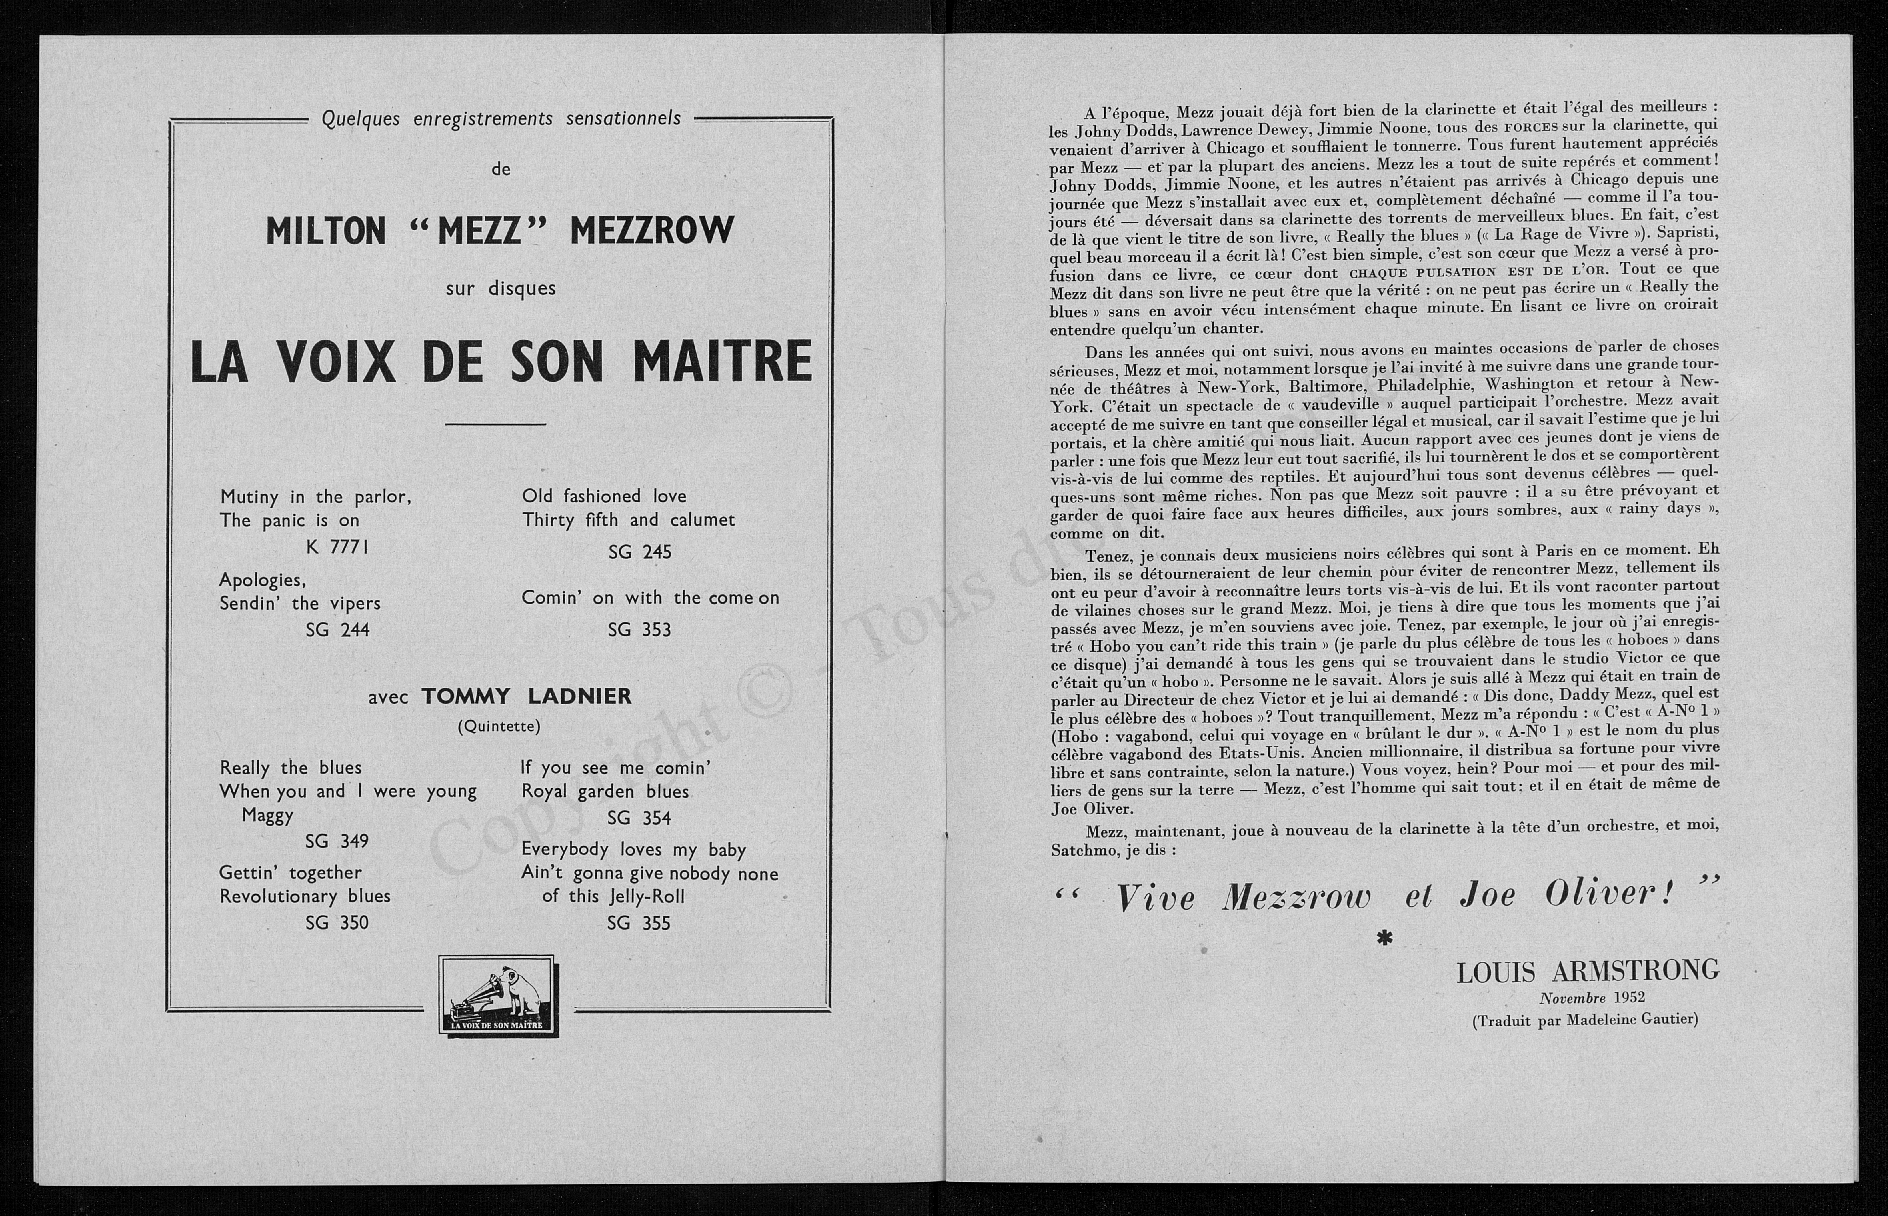 Quelques enregistrements sensationnels
de
MILTON “MEZZ” MEZZROW
sur disques
LA VOIX DE SON MAITRE
Mutiny in the parlor,
The panic is on
K 7771
Apologies,
Sendin’ the vipers
SG 244
Old fashioned love
Thirty fifth and calumet
SG 245
Comin’ on with the come on
SG 353
avec TOMMY LADNIER
(Quintette)
Really the blues
When you and I were young
Maggy
SG 349
Gettin’ together
Revolutionary blues
SG 350
If you see me comin’
Royal garden blues
SG 354
Everybody loves my baby
Ain’t gonna give nobody none
of this Jelly-Roll
SG 355
LA VOIX DE SON MAITRE
A l’époque, Mezz jouait déjà fort bien de la clarinette et était l’égal des meilleurs :
les Johny Dodds, Lawrence Dewey, Jimmie Noone, tous des FORCES sur la clarinette, qui
venaient d’arriver à Chicago et soufflaient le tonnerre. Tous furent hautement appréciés
par Mezz — et par la plupart des anciens. Mezz les a tout de suite repérés et comment!
Johny Dodds, Jimmie Noone, et les autres n’étaient pas arrivés à Chicago depuis une
journée que Mezz s’installait avec eux et, complètement déchaîné — comme il l’a tou-
jours été — déversait dans sa clarinette des torrents de merveilleux blues. En fait, c’est
de là que vient le titre de son livre, « Really the blues » (« La Rage de Vivre »). Sapristi,
quel beau morceau il a écrit là! C’est bien simple, c’est son cœur que Mezz a versé à pro-
fusion dans ce livre, ce cœur dont CHAQUE PULSATION EST DE L’OR. Tout ce que
Mezz dit dans son livre ne peut être que la vérité : on ne peut pas écrire un « Really the
blues » sans en avoir vécu intensément chaque minute. En lisant ce livre on croirait
entendre quelqu’un chanter.
Dans les années qui ont suivi, nous avons eu maintes occasions de parler de choses
sérieuses, Mezz et moi, notamment lorsque je l’ai invité à me suivre dans une grande tour-
née de théâtres à New-York, Baltimore, Philadelphie, Washington et retour à New-
York. C’était un spectacle de « vaudeville » auquel participait l’orchestre. Mezz avait
accepté de me suivre en tant que conseiller légal et musical, car il savait l’estime que je lui
portais, et la chère amitié qui nous liait. Aucun rapport avec ces jeunes dont je viens de
parler : une fois que Mezz leur eut tout sacrifié, ils lui tournèrent le dos et se comportèrent
vis-à-vis de lui comme des reptiles. Et aujourd’hui tous sont devenus célèbres — quel-
ques-uns sont même riches. Non pas que Mezz soit pauvre : il a su être prévoyant et
garder de quoi faire face aux heures difficiles, aux jours sombres, aux « rainy days »,
comme on dit.
Tenez, je connais deux musiciens noirs célèbres qui sont à Paris en ce moment. Eh
bien, ils se détourneraient de leur chemin pour éviter de rencontrer Mezz, tellement ils
ont eu peur d’avoir à reconnaître leurs torts vis-à-vis de lui. Et ils vont raconter partout
de vilaines choses sur le grand Mezz. Moi, je tiens à dire que tous les moments que j’ai
passés avec Mezz, je m’en souviens avec joie. Tenez, par exemple, le jour où j’ai enregis-
tré « Hobo you can’t ride this train » (je parle du plus célèbre de tous les « hoboes » dans
ce disque) j’ai demandé à tous les gens qui se trouvaient dans le studio Victor ce que
c’était qu’un « hobo ». Personne ne le savait. Alors je suis allé à Mezz qui était en train de
parler au Directeur de chez Victor et je lui ai demandé : « Dis donc, Daddy Mezz, quel est
le plus célèbre des « hoboes »? Tout tranquillement, Mezz m’a répondu : « C’est « A-Nº 1 »
(Hobo : vagabond, celui qui voyage en « brûlant le dur ». « A-Nº 1 » est le nom du plus
célèbre vagabond des Etats-Unis. Ancien millionnaire, il distribua sa fortune pour vivre
libre et sans contrainte, selon la nature.) Vous voyez, hein? Pour moi — et pour des mil-
liers de gens sur la terre — Mezz, c’est l’homme qui sait tout; et il en était de même de
Joe Oliver.
Mezz, maintenant, joue à nouveau de la clarinette à la tête d’un orchestre, et moi,
Satchmo, je dis :
“ Vive Mezzrow et Joe Oliver! ”
*
LOUIS ARMSTRONG
Novembre 1952
(Traduit par Madeleine Gautier)
Copyright © - Tous dr